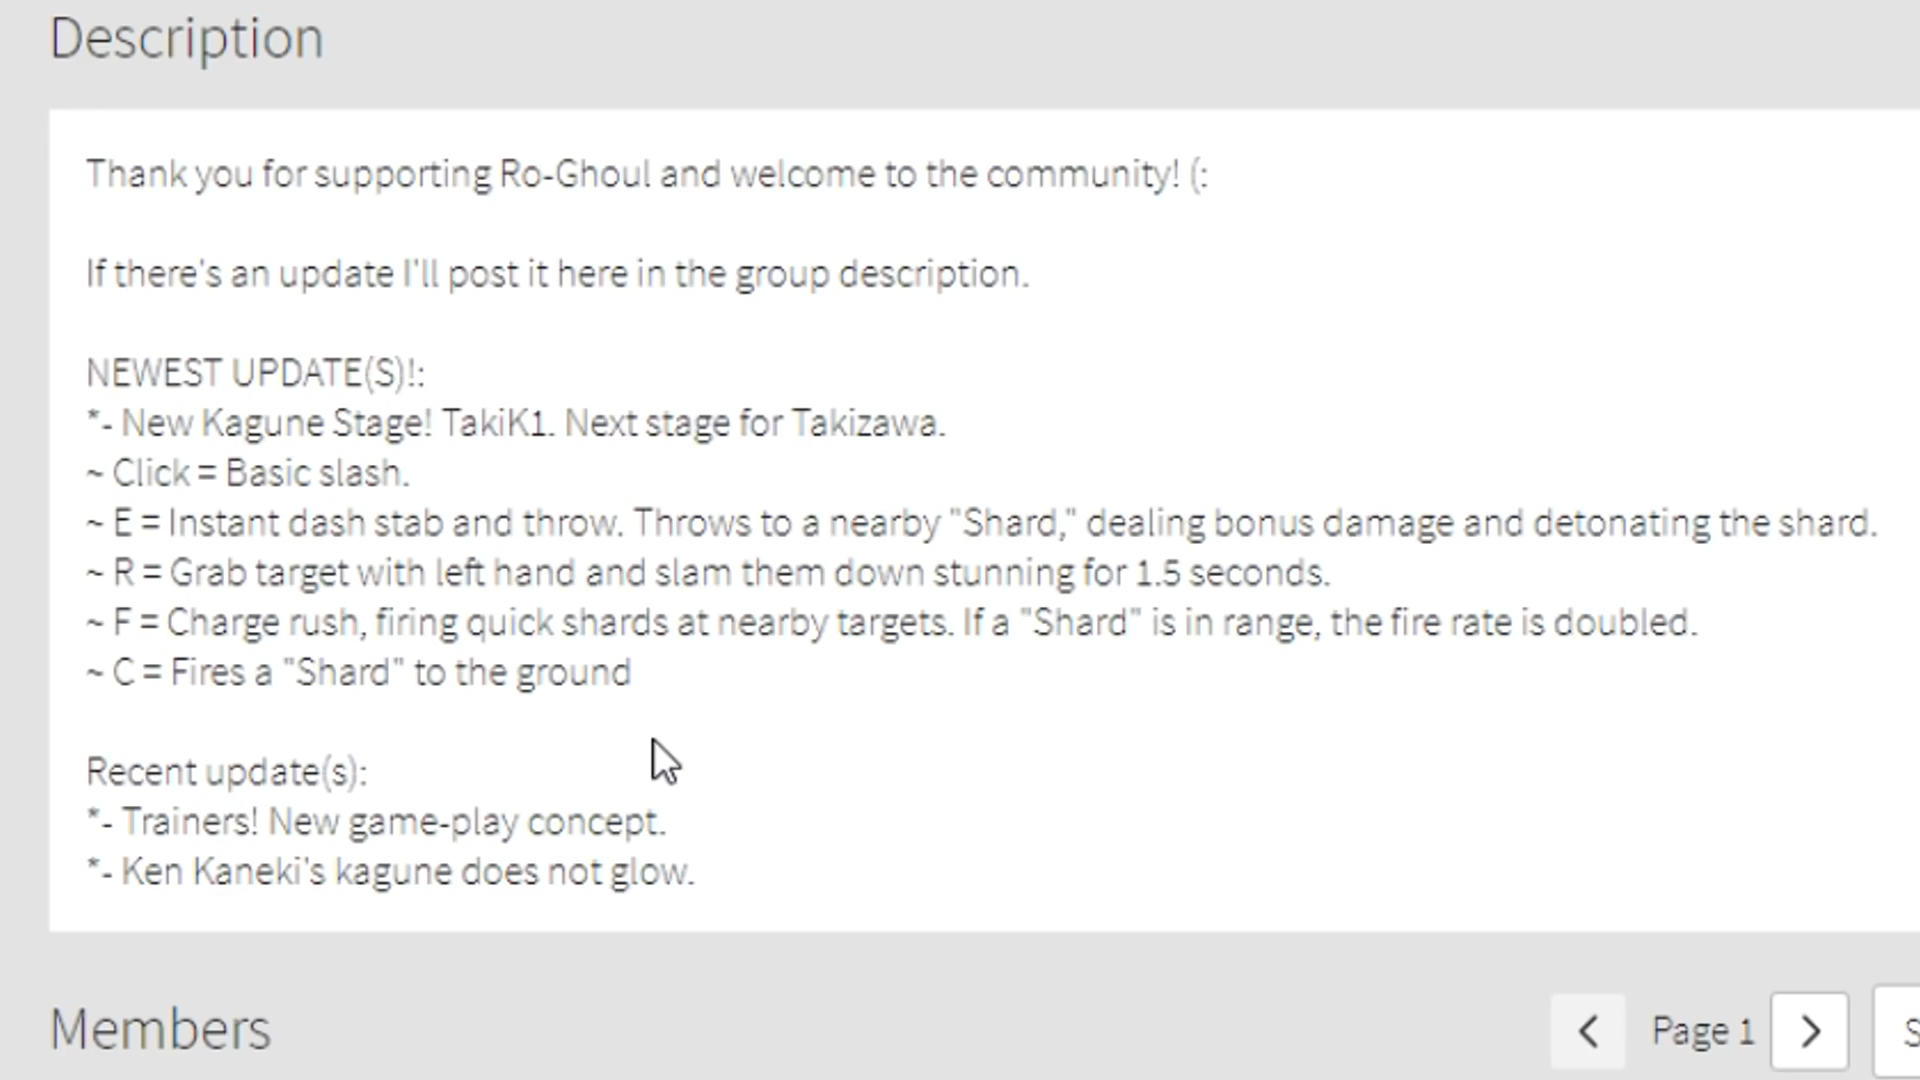 Description
Thank you for supporting Ro-Ghoul and welcome to the community! (:
If there's an update I'll post it here in the group description.
NEWEST UPDATE(S)!:
*- New Kagune Stage! TakiK1. Next stage for Takizawa.
~ Click = Basic slash.
~ E = Instant dash stab and throw. Throws to a nearby "Shard," dealing bonus damage and detonating the shard.
~ R = Grab target with left hand and slam them down stunning for 1.5 seconds.
~ F = Charge rush, firing quick shards at nearby targets. If a "Shard" is in range, the fire rate is doubled.
~ C = Fires a "Shard" to the ground
Recent update(s):
*- Trainers! New game-play concept.
*- Ken Kaneki's kagune does not glow.
Members
Page 1